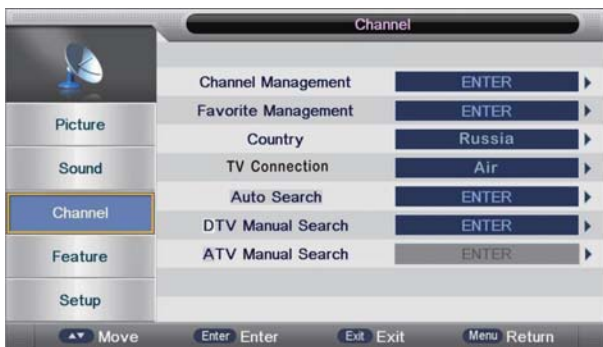 Channel
Channel Management ENTER
Favorite Management ENTER
Picture
Country Russia
Sound
TV Connection Air
Auto Search ENTER
Channel
DTV Manual Search ENTER
Feature
ATV Manual Search ENTER
Setup
Move Enter Enter Exit Exit Menu Return